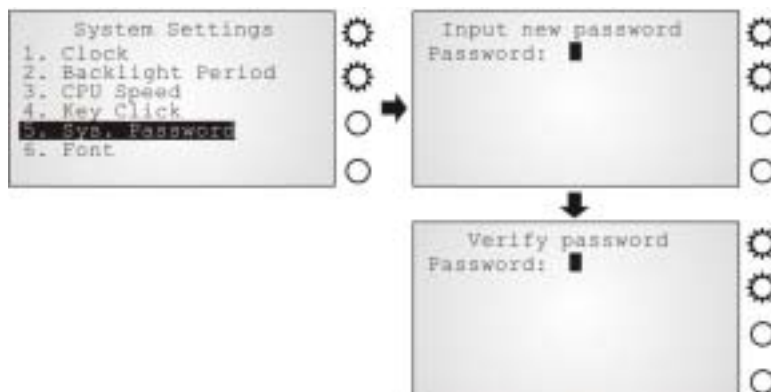 System Settings
1. Clock
2. Backlight Period
3. CPU Speed
4. Key Click
5. Sys. Password
6. Font
Input new password
Password:
Verify password
Password: